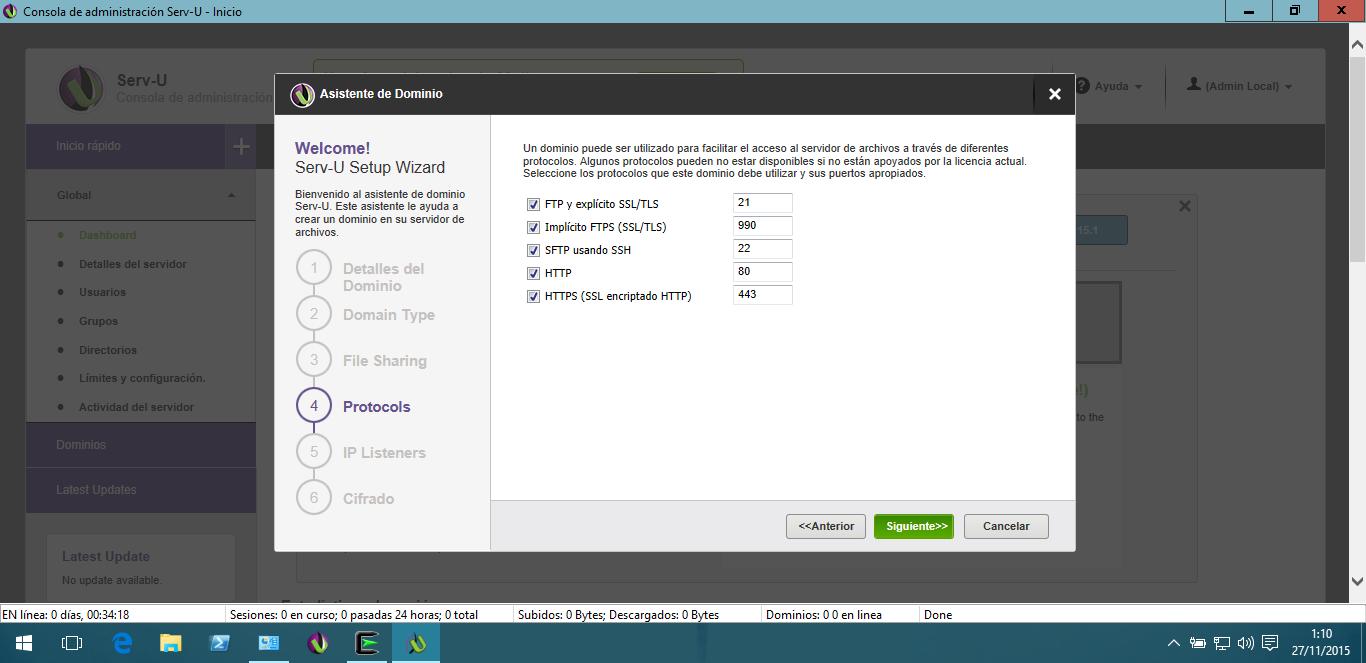 Consola de administración Serv-U - Inicio
Serv-U
Consola de administración
Ayuda
(Admin Local)
Inicio rápido
Global
Dashboard
Detalles del servidor
Usuarios
Grupos
Directorios
Límites y configuración.
Actividad del servidor
Dominios
Latest Updates
Latest Update
No update available.
Asistente de Dominio
Welcome!
Serv-U Setup Wizard
Bienvenido al asistente de dominio
Serv-U. Este asistente le ayuda a
crear un dominio en su servidor de
archivos.
1 Detalles del
Dominio
2 Domain Type
3 File Sharing
4 Protocols
5 IP Listeners
6 Cifrado
Un dominio puede ser utilizado para facilitar el acceso al servidor de archivos a través de diferentes
protocolos. Algunos protocolos pueden no estar disponibles si no están apoyados por la licencia actual.
Seleccione los protocolos que este dominio debe utilizar y sus puertos apropiados.
FTP y explícito SSL/TLS 21
Implícito FTPS (SSL/TLS) 990
SFTP usando SSH 22
HTTP 80
HTTPS (SSL encriptado HTTP) 443
<<Anterior Siguiente>> Cancelar
15.1
!)
to the
EN línea: 0 días, 00:34:18 Sesiones: 0 en curso; 0 pasadas 24 horas; 0 total Subidos: 0 Bytes; Descargados: 0 Bytes Dominios: 0 0 en linea Done
1:10
27/11/2015